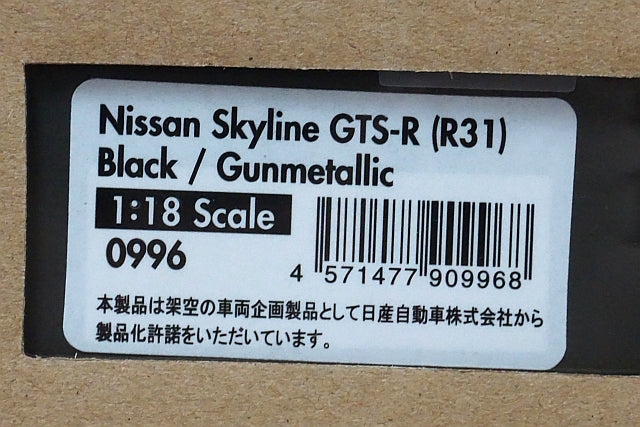 Nissan Skyline GTS-R (R31)
Black / Gunmetallic
1:18 Scale
0996
4 571477 909968
本製品は架空の車両企画製品として日産自動車株式会社から
製品化許諾をいただいています。